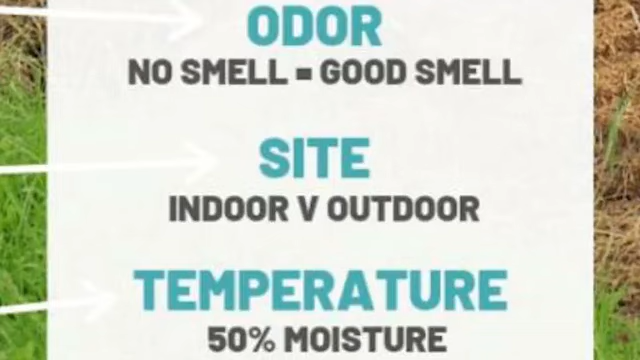 ODOR
NO SMELL = GOOD SMELL
SITE
INDOOR V OUTDOOR
TEMPERATURE
50% MOISTURE